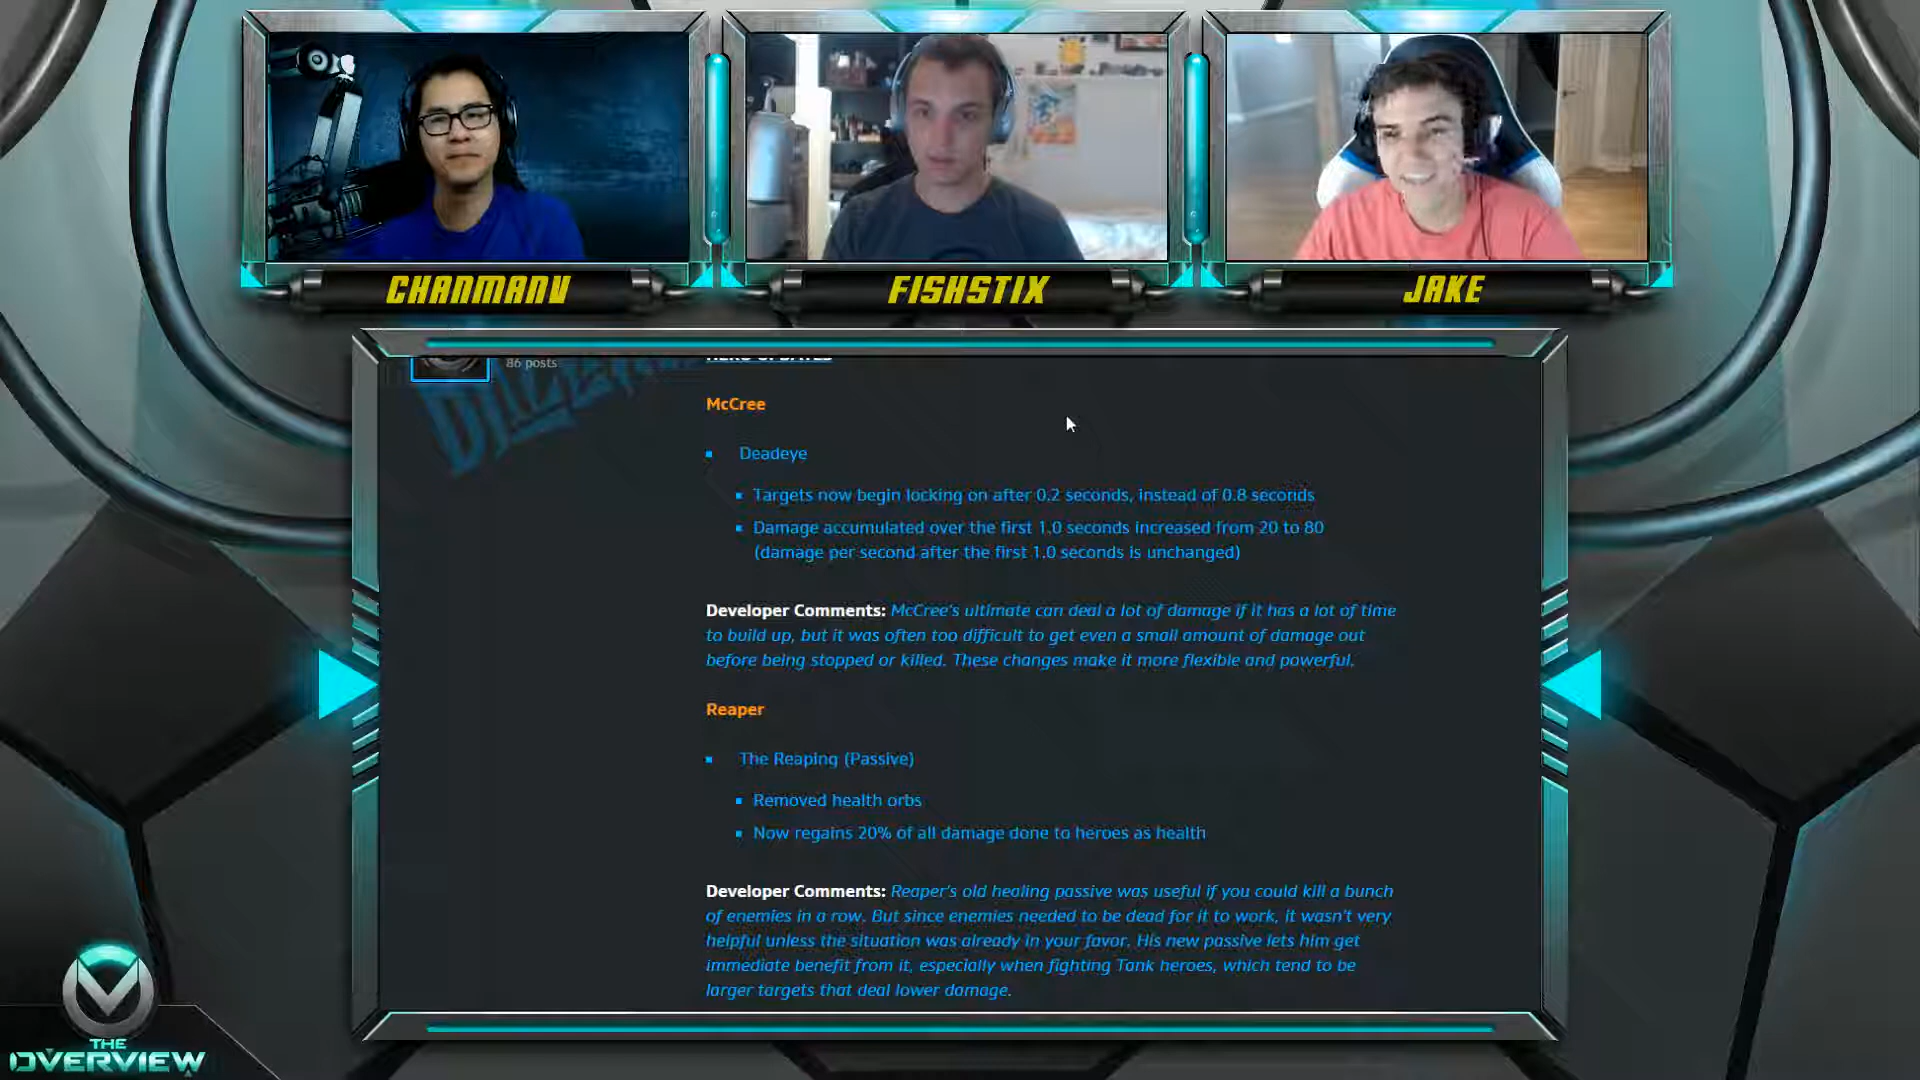 CHANMANV
FISHSTIX
JAKE
86 posts
HERO UPDATES
McCree
Deadeye
Targets now begin locking on after 0.2 seconds, instead of 0.8 seconds
Damage accumulated over the first 1.0 seconds increased from 20 to 80
(damage per second after the first 1.0 seconds is unchanged)
Developer Comments: McCree's ultimate can deal a lot of damage if it has a lot of time
to build up, but it was often too difficult to get even a small amount of damage out
before being stopped or killed. These changes make it more flexible and powerful.
Reaper
The Reaping (Passive)
Removed health orbs
Now regains 20% of all damage done to heroes as health
Developer Comments: Reaper's old healing passive was useful if you could kill a bunch
of enemies in a row. But since enemies needed to be dead for it to work, it wasn't very
helpful unless the situation was already in your favor. His new passive lets him get
immediate benefit from it, especially when fighting Tank heroes, which tend to be
larger targets that deal lower damage.
THE
OVERVIEW